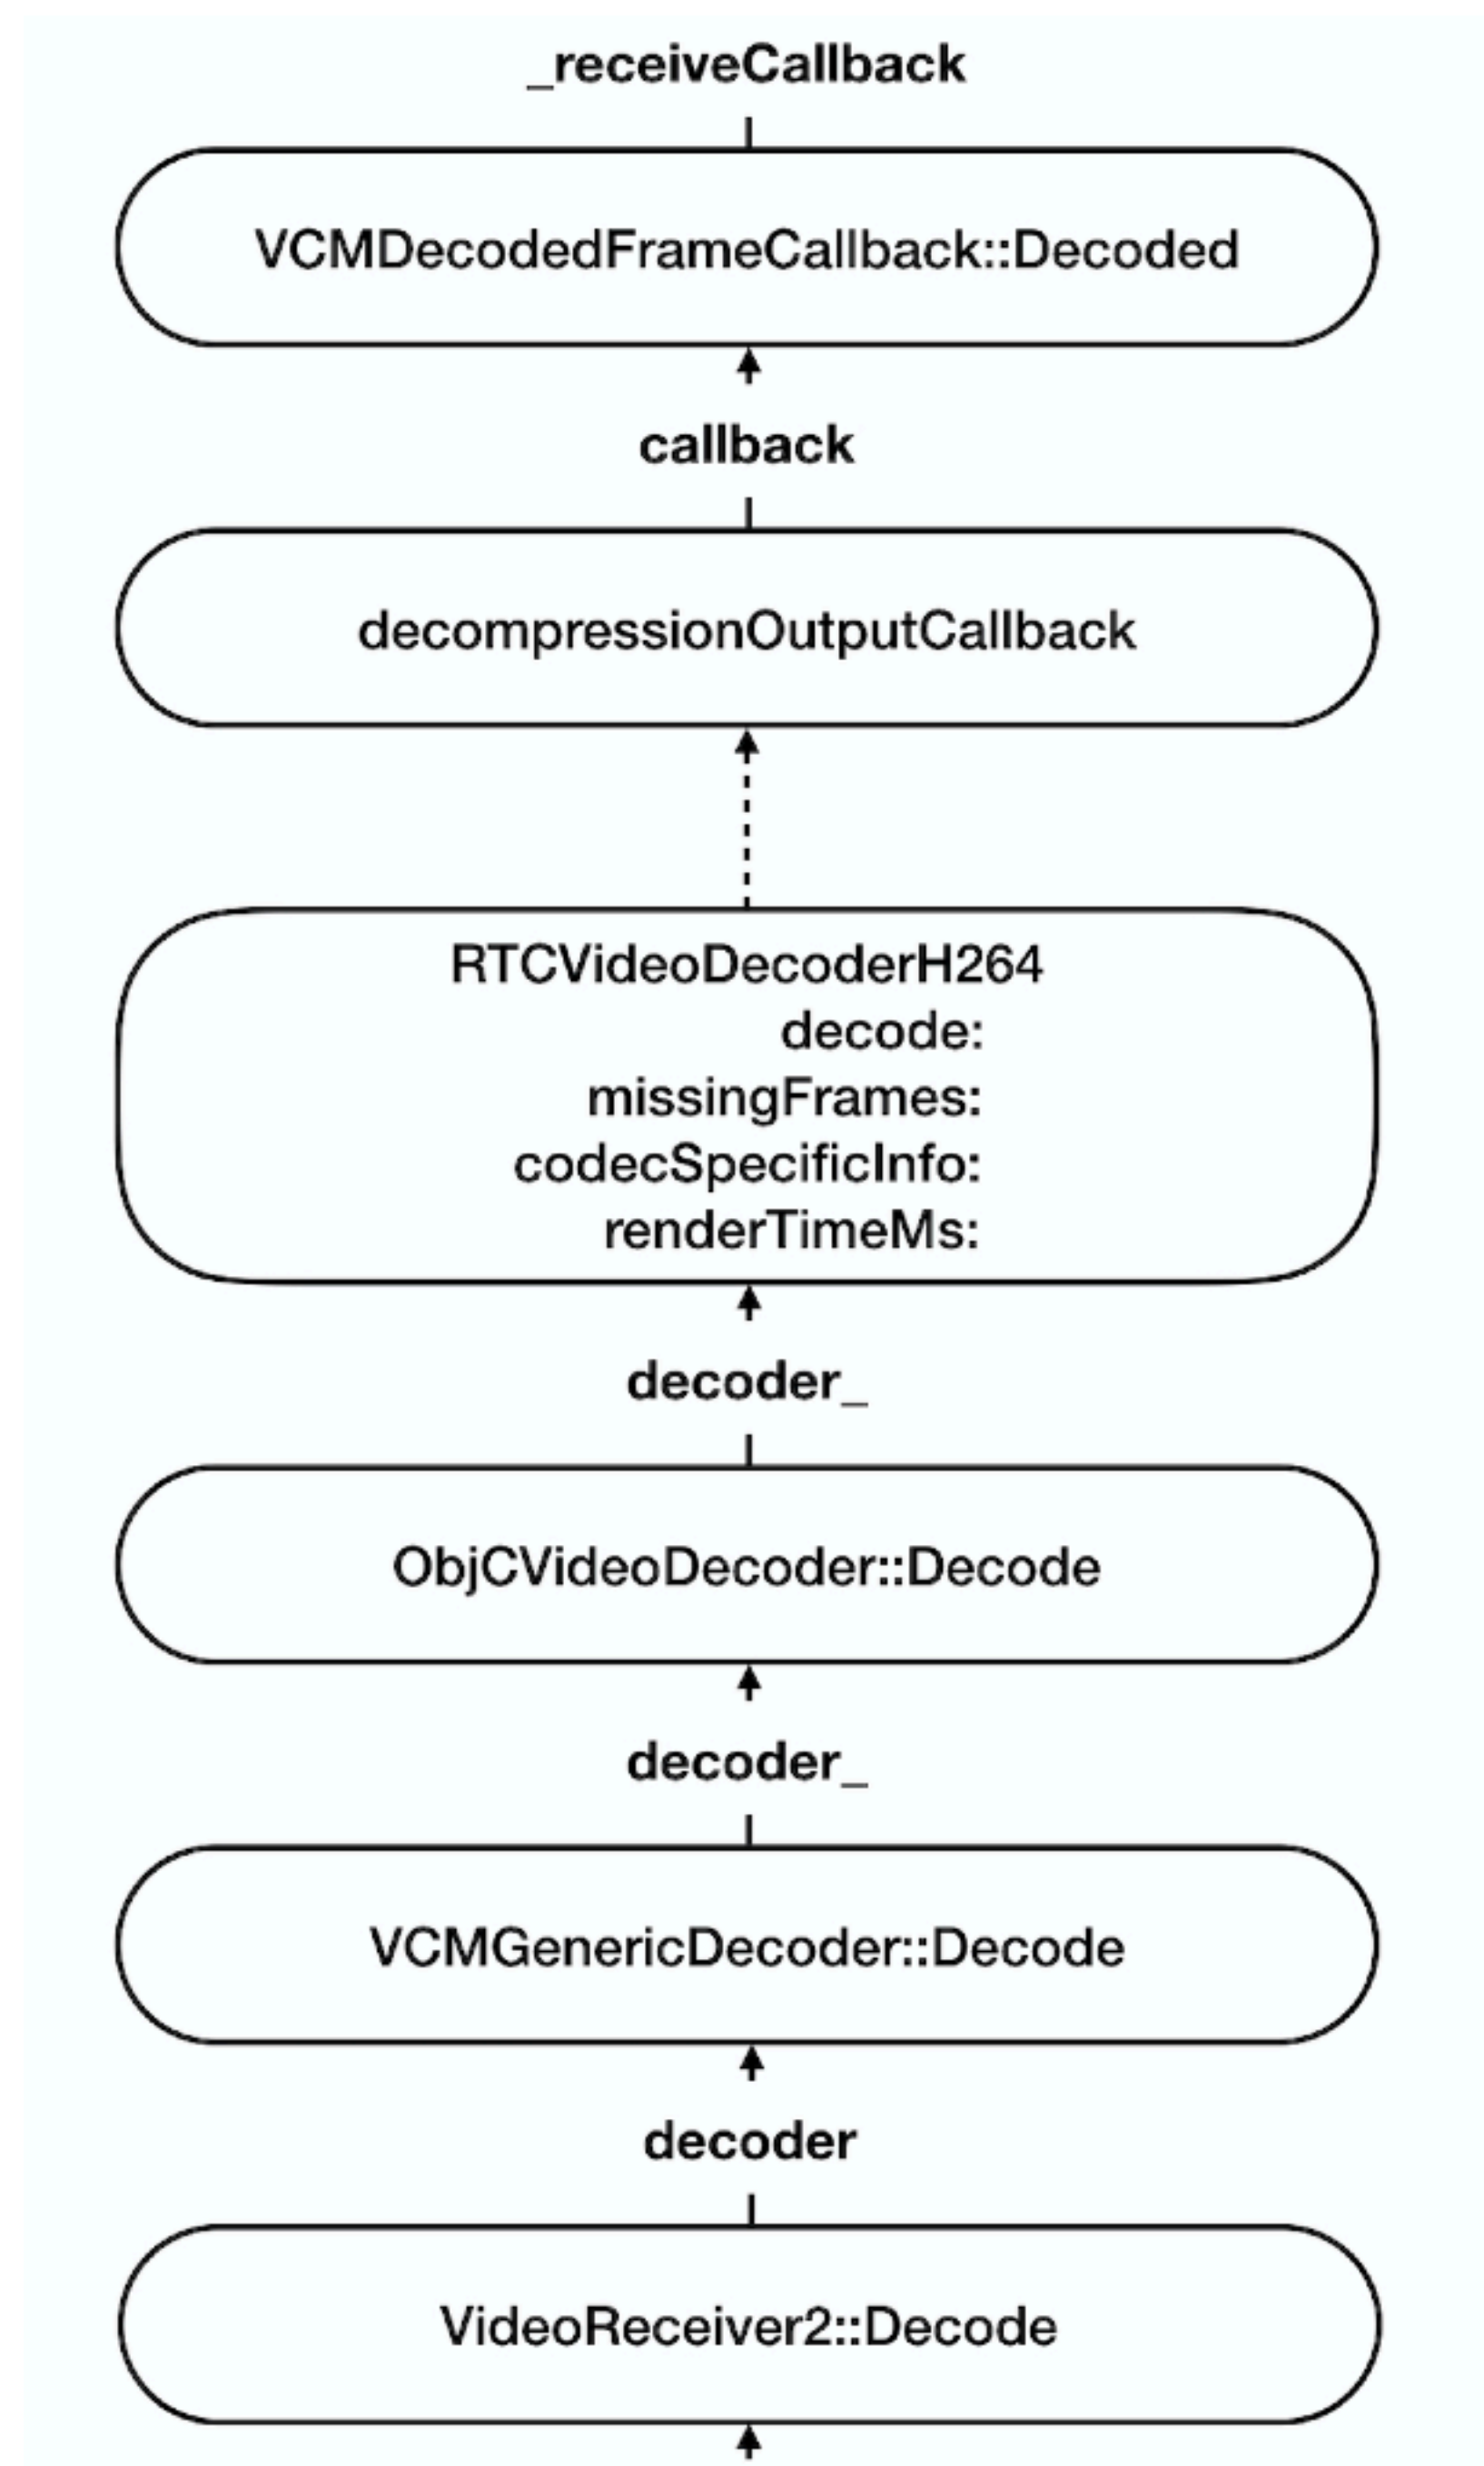 _receiveCallback
VCMDecodedFrameCallback::Decoded
callback
decompressionOutputCallback
RTCVideoDecoderH264
decode:
missingFrames:
codecSpecificInfo:
renderTimeMs:
decoder_
ObjCVideoDecoder::Decode
decoder_
VCMGenericDecoder::Decode
decoder
VideoReceiver2::Decode